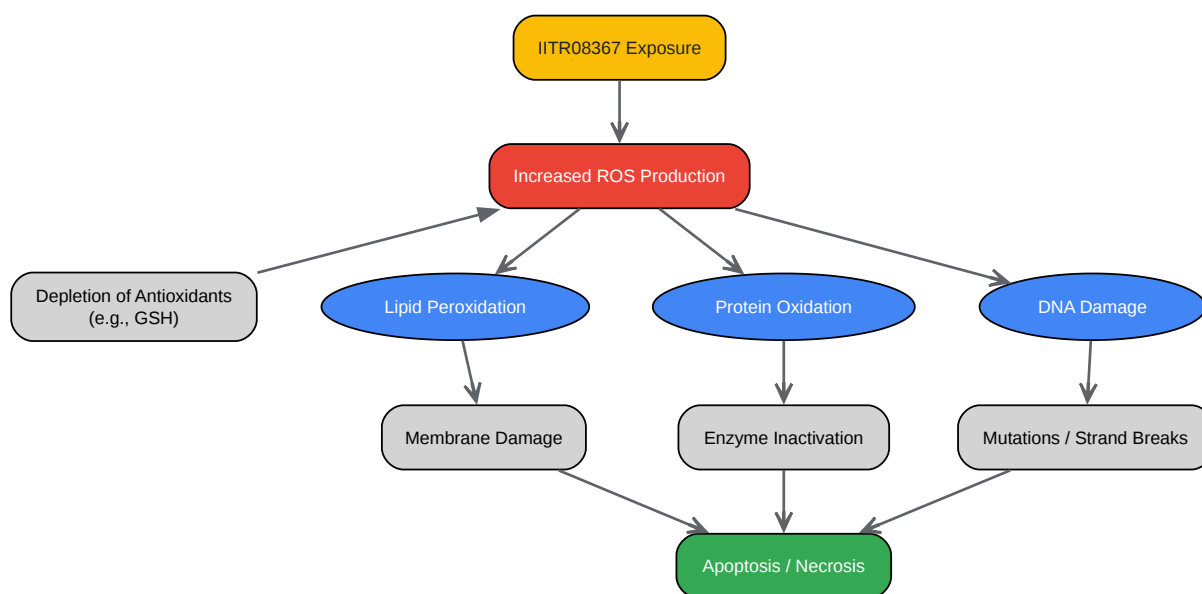 IITR08367 Exposure
Increased ROS Production
Depletion of Antioxidants
(e.g., GSH)
Lipid Peroxidation
Protein Oxidation
DNA Damage
Membrane Damage
Enzyme Inactivation
Mutations / Strand Breaks
Apoptosis / Necrosis